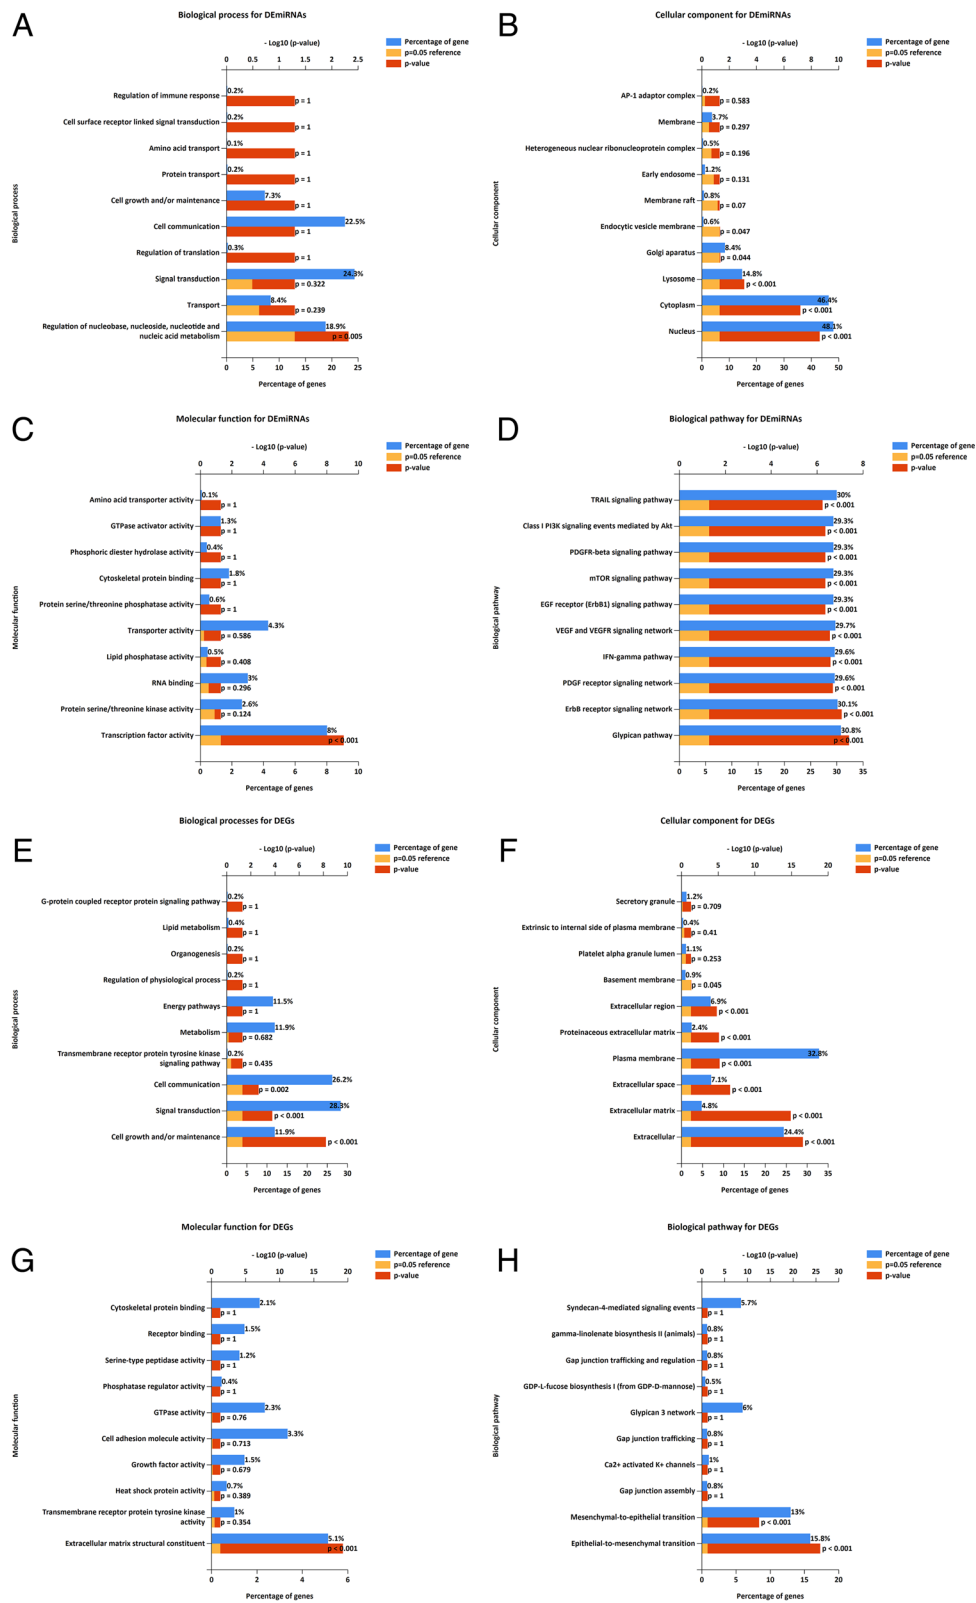 A
Biological process for DEmiRNAs
- Log10 (p-value)
0 0.5 1.0 1.5 2.0 2.5
Percentage of gene
p=0.05 reference
p-value
Biological process
Regulation of immune response 0.2% p = 1
Cell surface receptor linked signal transduction 0.2% p = 1
Amino acid transport 0.1% p = 1
Protein transport 0.2% p = 1
Cell growth and/or maintenance 7.3% p = 1
Cell communication 22.5% p = 1
Regulation of translation 0.3% p = 1
Signal transduction 24.3% p = 0.322
Transport 8.4% p = 0.239
Regulation of nucleobase, nucleoside, nucleotide and
nucleic acid metabolism 18.9% p = 0.005
0 5 10 15 20 25
Percentage of genes
B
Cellular component for DEmiRNAs
- Log10 (p-value)
0 2 4 6 8 10
Percentage of gene
p=0.05 reference
p-value
Cellular component
AP-1 adaptor complex 0.2% p = 0.583
Membrane 3.7% p = 0.297
Heterogeneous nuclear ribonucleoprotein complex 0.5% p = 0.196
Early endosome 1.2% p = 0.131
Membrane raft 0.8% p = 0.07
Endocytic vesicle membrane 0.6% p = 0.047
Golgi apparatus 8.4% p = 0.044
Lysosome 14.8% p < 0.001
Cytoplasm 46.4% p < 0.001
Nucleus 48.1% p < 0.001
0 10 20 30 40 50
Percentage of genes
C
Molecular function for DEmiRNAs
- Log10 (p-value)
0 2 4 6 8 10
Percentage of gene
p=0.05 reference
p-value
Molecular function
Amino acid transporter activity 0.1% p = 1
GTPase activator activity 1.3% p = 1
Phosphoric diester hydrolase activity 0.4% p = 1
Cytoskeletal protein binding 1.8% p = 1
Protein serine/threonine phosphatase activity 0.6% p = 1
Transporter activity 4.3% p = 0.586
Lipid phosphatase activity 0.5% p = 0.408
RNA binding 3% p = 0.296
Protein serine/threonine kinase activity 2.6% p = 0.124
Transcription factor activity 8% p < 0.001
0 2 4 6 8 10
Percentage of genes
D
Biological pathway for DEmiRNAs
- Log10 (p-value)
0 2 4 6 8
Percentage of gene
p=0.05 reference
p-value
Biological pathway
TRAIL signaling pathway 30% p < 0.001
Class I PI3K signaling events mediated by Akt 29.3% p < 0.001
PDGFR-beta signaling pathway 29.3% p < 0.001
mTOR signaling pathway 29.3% p < 0.001
EGF receptor (ErbB1) signaling pathway 29.3% p < 0.001
VEGF and VEGFR signaling network 29.7% p < 0.001
IFN-gamma pathway 29.6% p < 0.001
PDGF receptor signaling network 29.6% p < 0.001
ErbB receptor signaling network 30.1% p < 0.001
Glypican pathway 30.8% p < 0.001
0 5 10 15 20 25 30 35
Percentage of genes
E
Biological processes for DEGs
- Log10 (p-value)
0 2 4 6 8 10
Percentage of gene
p=0.05 reference
p-value
Biological process
G-protein coupled receptor protein signaling pathway 0.2% p = 1
Lipid metabolism 0.4% p = 1
Organogenesis 0.2% p = 1
Regulation of physiological process 0.2% p = 1
Energy pathways 11.5% p = 1
Metabolism 11.9% p = 0.682
Transmembrane receptor protein tyrosine kinase
signaling pathway 0.2% p = 0.435
Cell communication 26.2% p = 0.002
Signal transduction 28.3% p < 0.001
Cell growth and/or maintenance 11.9% p < 0.001
0 5 10 15 20 25 30
Percentage of genes
F
Cellular component for DEGs
- Log10 (p-value)
0 5 10 15 20
Percentage of gene
p=0.05 reference
p-value
Cellular component
Secretory granule 1.2% p = 0.709
Extrinsic to internal side of plasma membrane 0.4% p = 0.41
Platelet alpha granule lumen 1.1% p = 0.253
Basement membrane 0.9% p = 0.045
Extracellular region 6.9% p < 0.001
Proteinaceous extracellular matrix 2.4% p < 0.001
Plasma membrane 32.8% p < 0.001
Extracellular space 7.1% p < 0.001
Extracellular matrix 4.8% p < 0.001
Extracellular 24.4% p < 0.001
0 5 10 15 20 25 30 35
Percentage of genes
G
Molecular function for DEGs
- Log10 (p-value)
0 5 10 15 20
Percentage of gene
p=0.05 reference
p-value
Molecular function
Cytoskeletal protein binding 2.1% p = 1
Receptor binding 1.5% p = 1
Serine-type peptidase activity 1.2% p = 1
Phosphatase regulator activity 0.4% p = 1
GTPase activity 2.3% p = 0.76
Cell adhesion molecule activity 3.3% p = 0.713
Growth factor activity 1.5% p = 0.679
Heat shock protein activity 0.7% p = 0.389
Transmembrane receptor protein tyrosine kinase
activity 1% p = 0.354
Extracellular matrix structural constituent 5.1% p < 0.001
0 2 4 6
Percentage of genes
H
Biological pathway for DEGs
- Log10 (p-value)
0 5 10 15 20 25 30
Percentage of gene
p=0.05 reference
p-value
Biological pathway
Syndecan-4-mediated signaling events 5.7% p = 1
gamma-linolenate biosynthesis II (animals) 0.8% p = 1
Gap junction trafficking and regulation 0.8% p = 1
GDP-L-fucose biosynthesis I (from GDP-D-mannose) 0.5% p = 1
Glypican 3 network 6% p = 1
Gap junction trafficking 0.8% p = 1
Ca2+ activated K+ channels 1% p = 1
Gap junction assembly 0.8% p = 1
Mesenchymal-to-epithelial transition 13% p < 0.001
Epithelial-to-mesenchymal transition 15.8% p < 0.001
0 5 10 15 20
Percentage of genes